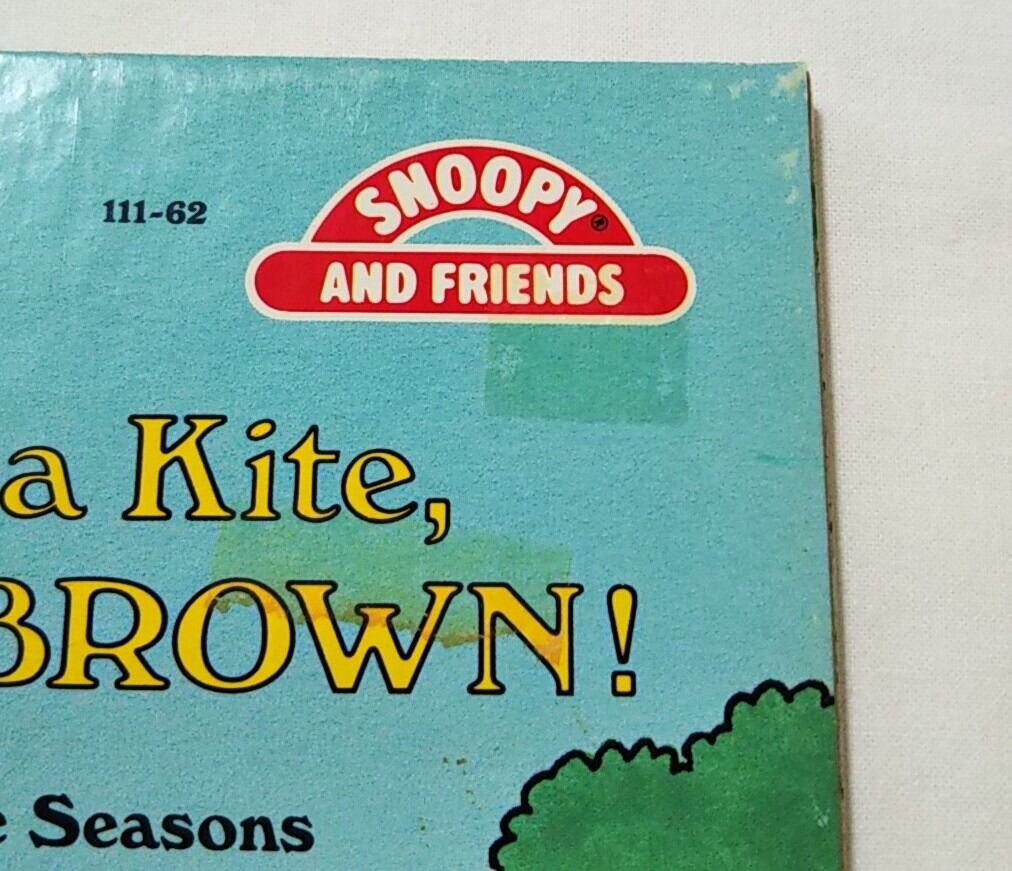 111-62
SNOOPY®
AND FRIENDS
a Kite,
BROWN!
e Seasons